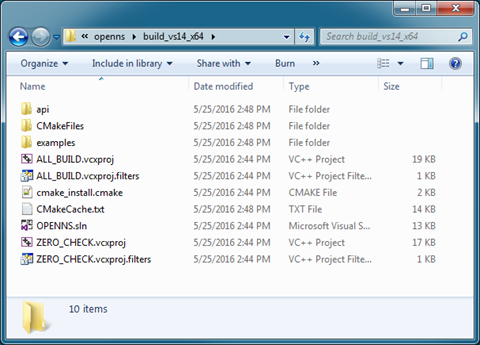 « openns ▸ build_vs14_x64 ▸ Search build_vs14_x64
Organize ▾ Include in library ▾ Share with ▾ Burn »
Name Date modified Type Size
api 5/25/2016 2:48 PM File folder
CMakeFiles 5/25/2016 2:48 PM File folder
examples 5/25/2016 2:48 PM File folder
ALL_BUILD.vcxproj 5/25/2016 2:44 PM VC++ Project 19 KB
ALL_BUILD.vcxproj.filters 5/25/2016 2:44 PM VC++ Project Filte... 1 KB
cmake_install.cmake 5/25/2016 2:44 PM CMAKE File 2 KB
CMakeCache.txt 5/25/2016 2:48 PM TXT File 14 KB
OPENNS.sln 5/25/2016 2:44 PM Microsoft Visual S... 13 KB
ZERO_CHECK.vcxproj 5/25/2016 2:44 PM VC++ Project 17 KB
ZERO_CHECK.vcxproj.filters 5/25/2016 2:44 PM VC++ Project Filte... 1 KB
10 items